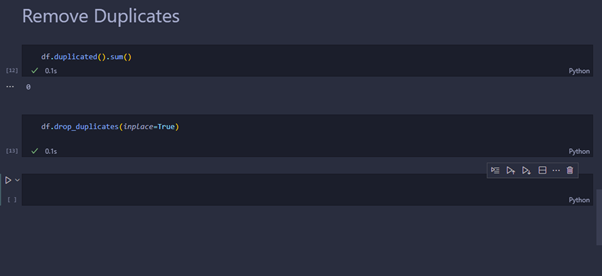 Remove Duplicates
df.duplicated().sum()
[12]
0.1s
Python
0
df.drop_duplicates(inplace=True)
[13]
0.1s
Python
[ ]
Python